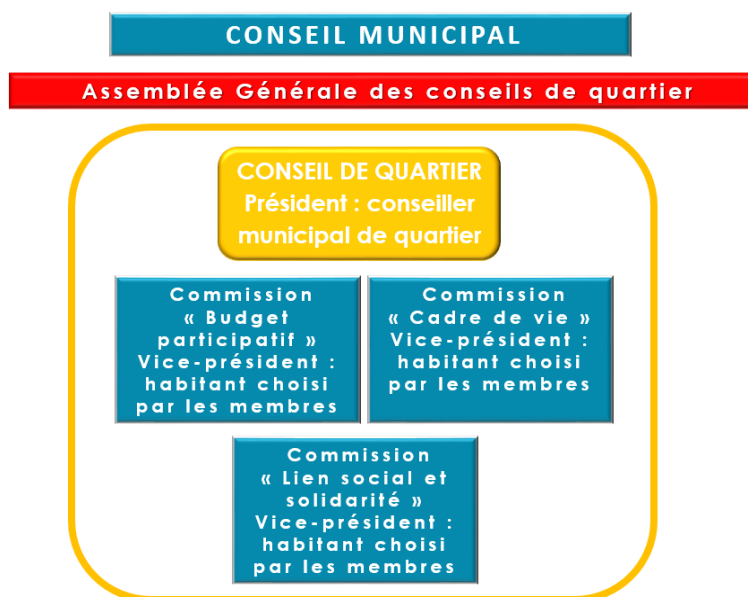 CONSEIL MUNICIPAL
Assemblée Générale des conseils de quartier
CONSEIL DE QUARTIER
Président : conseiller
municipal de quartier
Commission
« Budget
participatif »
Vice-président :
habitant choisi
par les membres
Commission
« Cadre de vie »
Vice-président :
habitant choisi
par les membres
Commission
« Lien social et
solidarité »
Vice-président :
habitant choisi
par les membres